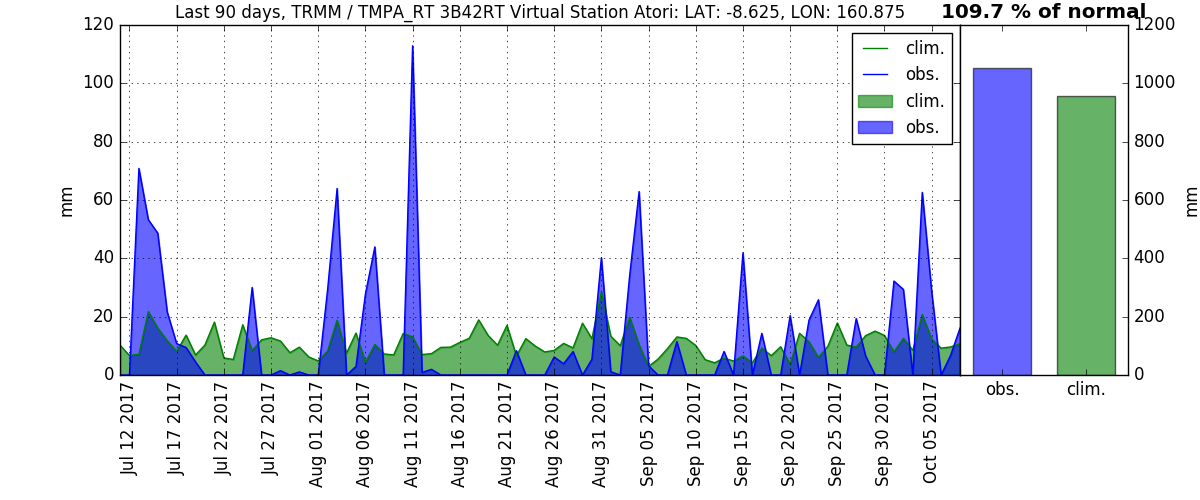 Last 90 days, TRMM / TMPA_RT 3B42RT Virtual Station Atori: LAT: -8.625, LON: 160.875
109.7 % of normal
120
100
80
60
40
20
0
mm
clim.
obs.
clim.
obs.
Jul 12 2017
Jul 17 2017
Jul 22 2017
Jul 27 2017
Aug 01 2017
Aug 06 2017
Aug 11 2017
Aug 16 2017
Aug 21 2017
Aug 26 2017
Aug 31 2017
Sep 05 2017
Sep 10 2017
Sep 15 2017
Sep 20 2017
Sep 25 2017
Sep 30 2017
Oct 05 2017
obs.
clim.
1200
1000
800
600
400
200
0
mm